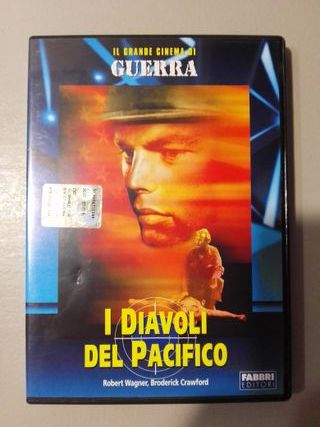 IL GRANDE CINEMA DI
GUERRA
I DIAVOLI
DEL PACIFICO
Robert Wagner, Broderick Crawford
FABBRI
EDITORI